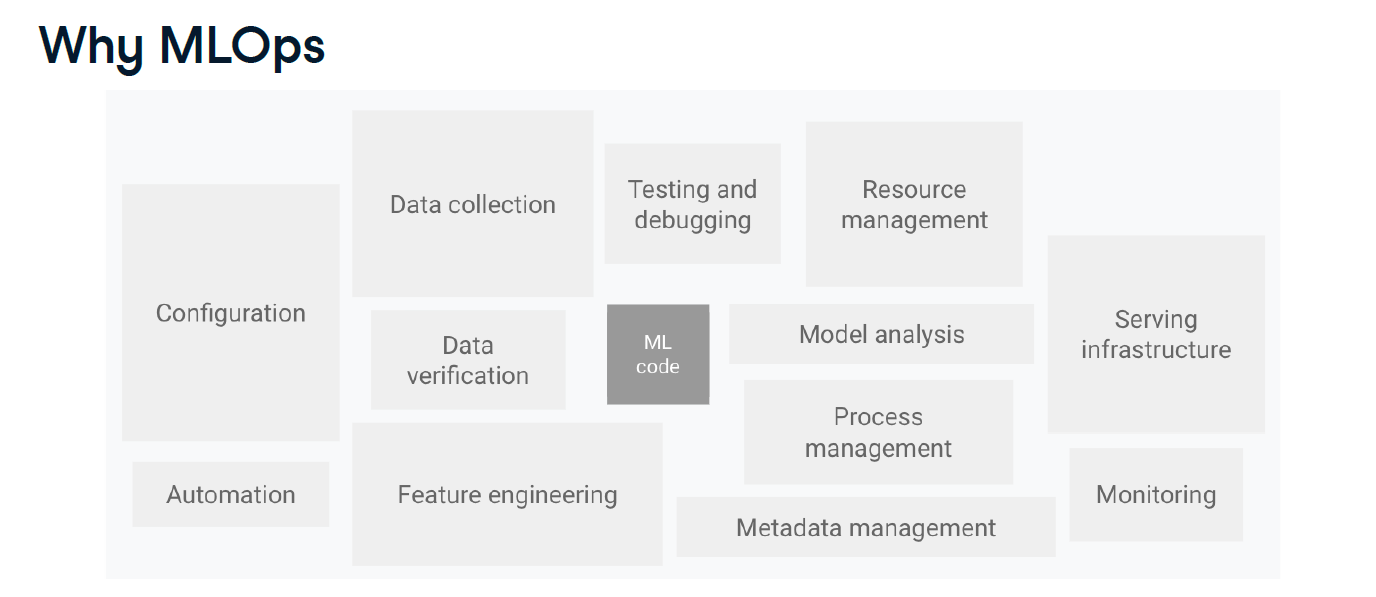 Why MLOps
Data collection
Testing and
debugging
Resource
management
Configuration
Data
verification
ML
code
Model analysis
Serving
infrastructure
Process
management
Automation
Feature engineering
Metadata management
Monitoring